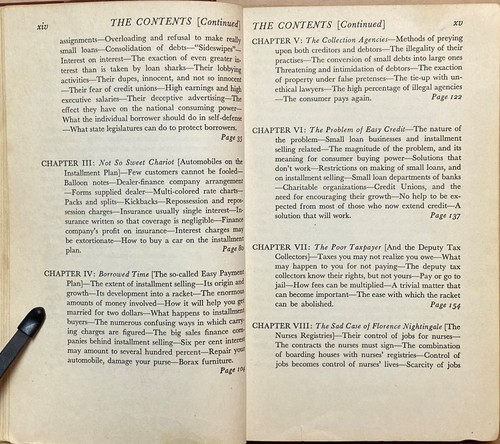 xiv THE CONTENTS [Continued]
assignments—Overloading and refusal to make really
small loans—Consolidation of debts—"Sideswipes"—
Interest on interest—The exaction of even greater in-
terest than is taken by loan sharks—Their lobbying
activities—Their dupes, innocent, and not so innocent
—Their fear of credit unions—High earnings and high
executive salaries—Their deceptive advertising—The
effect they have on the national consuming power—
What the individual borrower should do in self-defense
—What state legislatures can do to protect borrowers.
Page 35
CHAPTER III: Not So Sweet Chariot [Automobiles on the
Installment Plan]—Few customers cannot be fooled—
Balloon notes—Dealer-finance company arrangement
—Forms supplied dealer—Multi-colored rate charts—
Packs and splits—Kickbacks—Repossession and repos-
session charges—Insurance usually single interest—In-
surance written so that coverage is negligible—Finance
company's profit on insurance—Interest charges may
be extortionate—How to buy a car on the installment
plan.
Page 80
CHAPTER IV: Borrowed Time [The so-called Easy Payment
Plan]—The extent of installment selling—Its origin and
growth—Its development into a racket—The enormous
amounts of money involved—How it will help you get
married for two dollars—What happens to installment
buyers—The numerous confusing ways in which carry-
ing charges are figured—The big sales finance com-
panies behind installment selling—Six per cent interest
may amount to several hundred percent—Repair your
automobile, damage your purse—Borax furniture.
Page 104
THE CONTENTS [Continued] xv
CHAPTER V: The Collection Agencies—Methods of preying
upon both creditors and debtors—The illegality of their
practises—The conversion of small debts into large ones
Threatening and intimidation of debtors—The exaction
of property under false pretenses—The tie-up with un-
ethical lawyers—The high percentage of illegal agencies
—The consumer pays again. Page 122
CHAPTER VI: The Problem of Easy Credit—The nature of
the problem—Small loan businesses and installment
selling related—The magnitude of the problem, and its
meaning for consumer buying power—Solutions that
don't work—Restrictions on making of small loans, and
on installment selling—Small loan departments of banks
—Charitable organizations—Credit Unions, and the
need for encouraging their growth—No help to be ex-
pected from most of those who now extend credit—A
solution that will work. Page 137
CHAPTER VII: The Poor Taxpayer [And the Deputy Tax
Collectors]—Taxes you may not realize you owe—What
may happen to you for not paying—The deputy tax
collectors know their rights, but not yours—Pay or go to
jail—How fees can be multiplied—A trivial matter that
can become important—The ease with which the racket
can be abolished. Page 154
CHAPTER VIII: The Sad Case of Florence Nightingale [The
Nurses Registries]—Their control of jobs for nurses—
The contracts the nurses must sign—The combination
of boarding houses with nurses' registries—Control of
jobs becomes control of nurses' lives—Scarcity of jobs